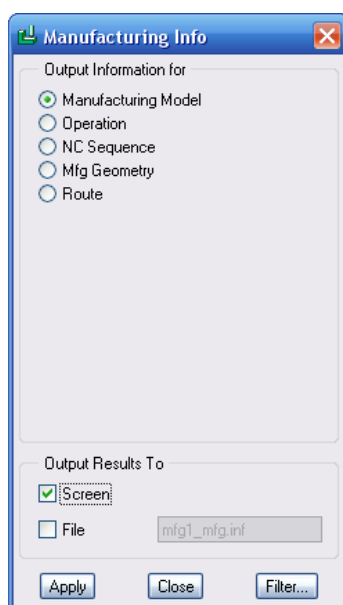 Manufacturing Info
Output Information for
Manufacturing Model
Operation
NC Sequence
Mfg Geometry
Route
Output Results To
Screen
File mfg1_mfg.inf
Apply Close Filter...